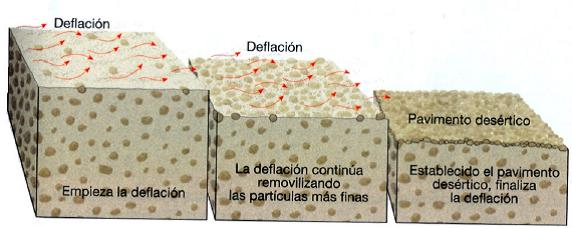 Deflación
Empieza la deflación
Deflación
La deflación continúa
removilizando
las partículas más finas
Pavimento desértico
Establecido el pavimento
desértico, finaliza
la deflación